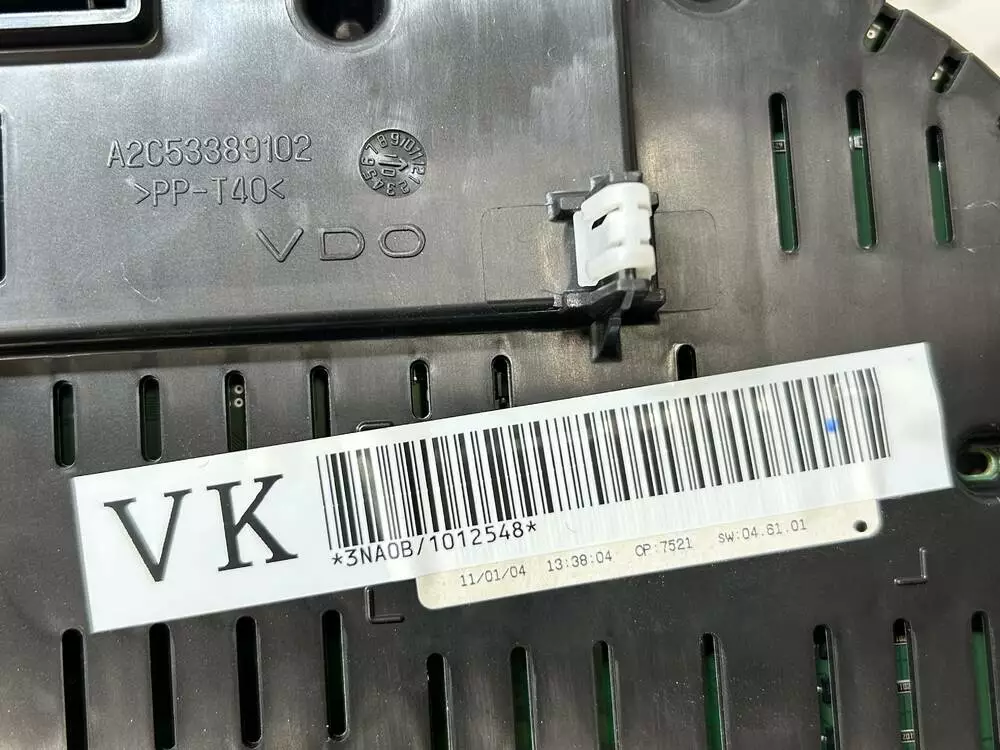 A2C53389102
>PP-T40<
VDO
VK
*3NA0B/1012548*
11/01/04 13:38:04 OP:7521 SW:04.61.01